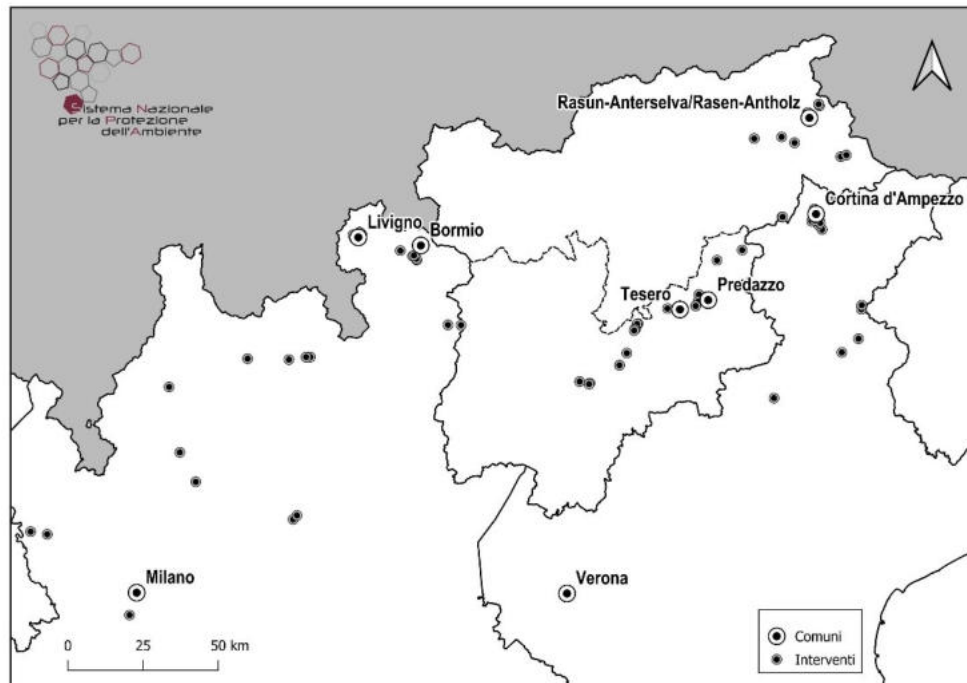 Sistema Nazionale
per la Protezione
dell'Ambiente
Rasun-Anterselva/Rasen-Antholz
Cortina d'Ampezzo
Livigno
Bormio
Tesero
Predazzo
Milano
Verona
0 25 50 km
Comuni
Interventi